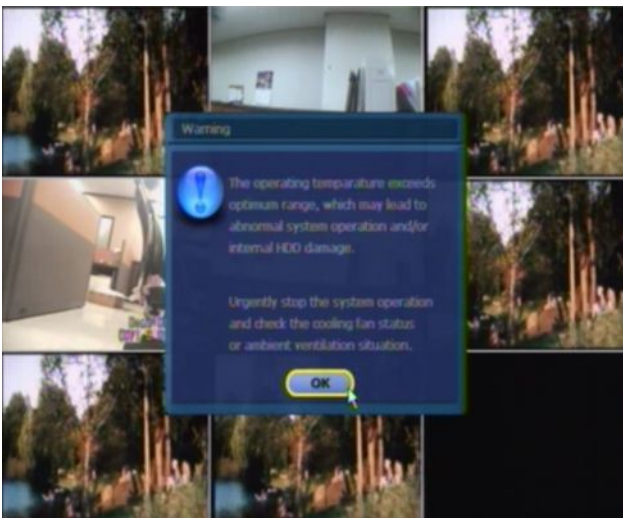 Warning
The operating temparature exceeds
optimum range, which may lead to
abnormal system operation and/or
internal HDD damage.
Urgently stop the system operation
and check the cooling fan status
or ambient ventilation situation.
OK